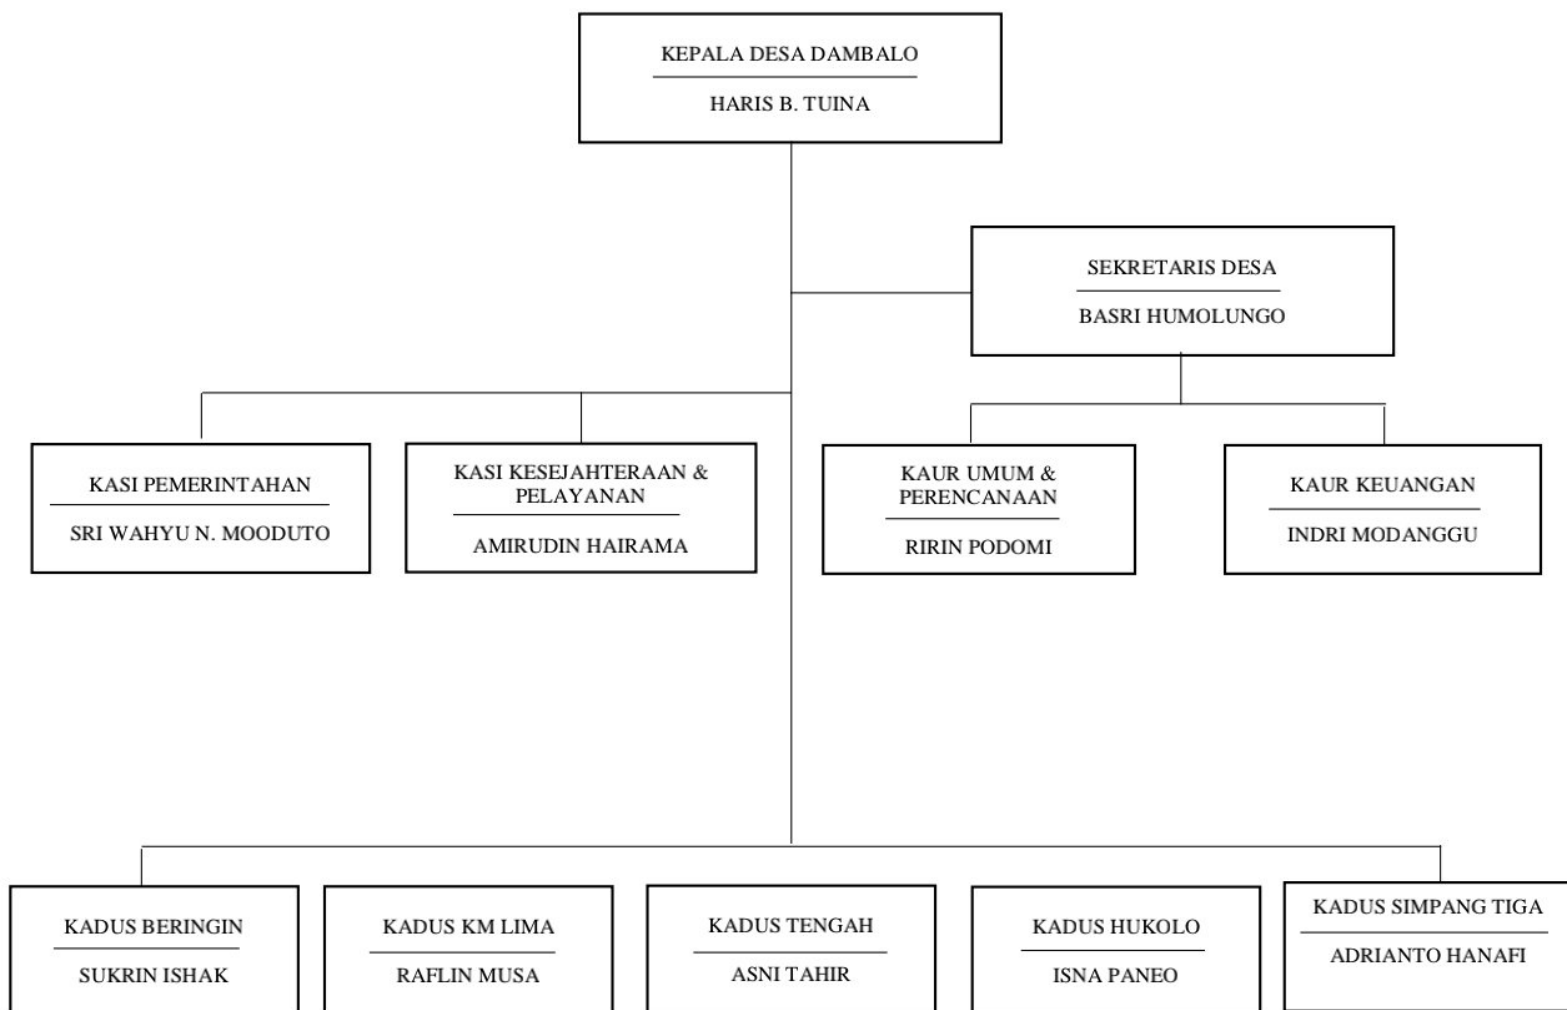 KEPALA DESA DAMBALO
HARIS B. TUINA
SEKRETARIS DESA
BASRI HUMOLUNGO
KASI PEMERINTAHAN
SRI WAHYU N. MOODUTO
KASI KESEJAHTERAAN &
PELAYANAN
AMIRUDIN HAIRAMA
KAUR UMUM &
PERENCANAAN
RIRIN PODOMI
KAUR KEUANGAN
INDRI MODANGGU
KADUS BERINGIN
SUKRIN ISHAK
KADUS KM LIMA
RAFLIN MUSA
KADUS TENGAH
ASNI TAHIR
KADUS HUKOLO
ISNA PANEO
KADUS SIMPANG TIGA
ADRIANTO HANAFI